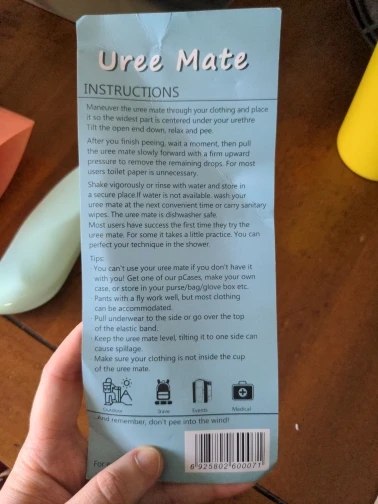 Uree Mate
INSTRUCTIONS
Maneuver the uree mate through your clothing and place
it so the widest part is centered under your urethre
Tilt the open end down, relax and pee.
After you finish peeing, wait a moment, then pull
the uree mate slowly forward with a firm upward
pressure to remove the remaining drops. For most
users toilet paper is unnecessary.
Shake vigorously or rinse with water and store in
a secure place.If water is not available, wash your
uree mate at the next convenient time or carry sanitary
wipes. The uree mate is dishwasher safe.
Most users have success the first time they try the
uree mate. For some it takes a little practice. You can
perfect your technique in the shower.
Tips:
You can't use your uree mate if you don't have it
with you! Get one of our pCases, make your own
case, or store in your purse/bag/glove box etc.
Pants with a fly work well, but most clothing
can be accommodated.
Pull underwear to the side or go over the top
of the elastic band.
Keep the uree mate level, tilting it to one side can
cause spillage.
Make sure your clothing is not inside the cup
of the uree mate.
Outdoor Events Medical
And remember, don't pee into the wind!
6 925802 600071